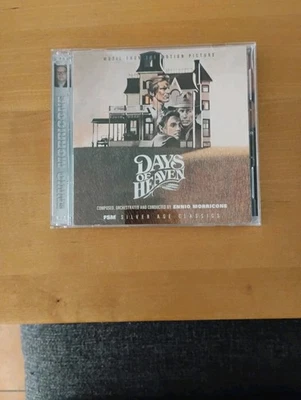 MUSIC FROM THE MOTION PICTURE
DAYS
OF
HEAVEN
COMPOSED, ORCHESTRATED AND CONDUCTED BY ENNIO MORRICONE
FSM SILVER AGE CLASSICS
ENNIO MORRICONE